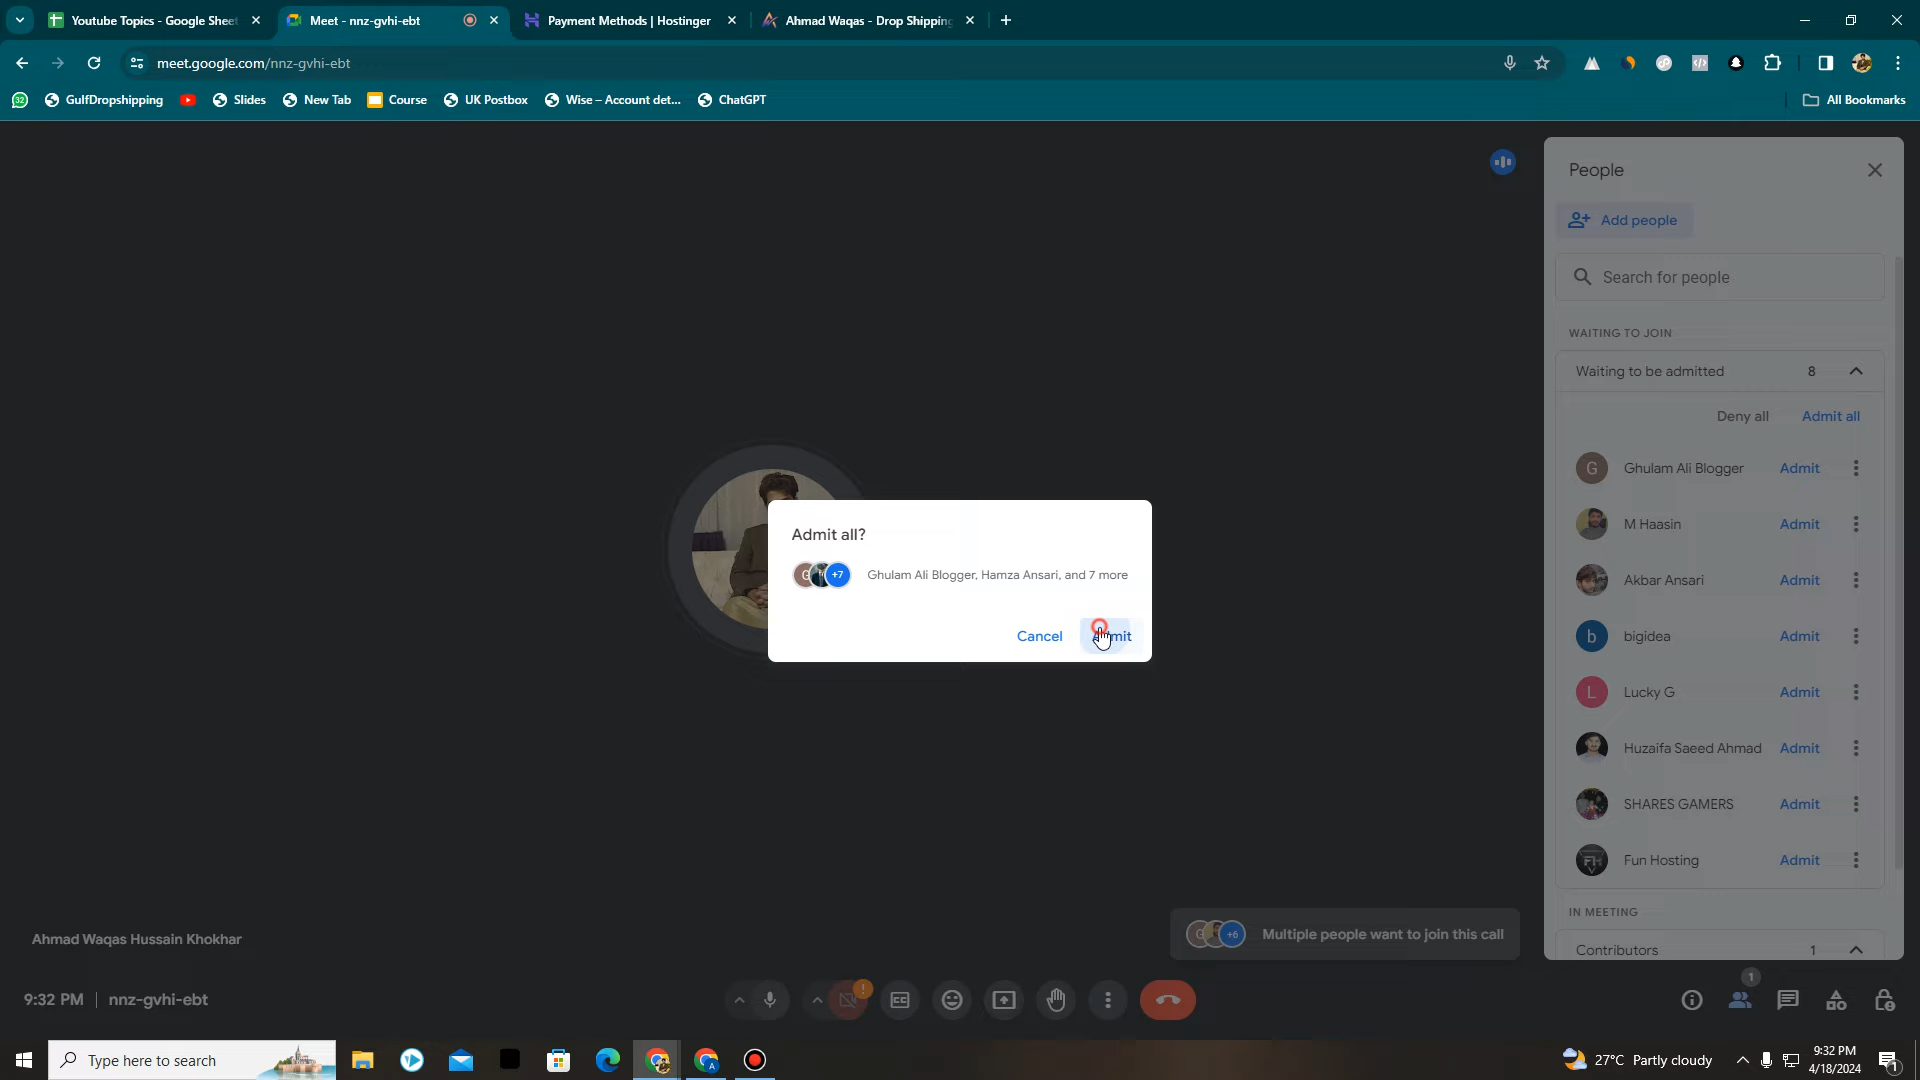 Youtube Topics - Google Sheet
Meet - nnz-gvhi-ebt
Payment Methods | Hostinger
Ahmad Waqas - Drop Shipping
meet.google.com/nnz-gvhi-ebt
32
GulfDropshipping
Slides
New Tab
Course
UK Postbox
Wise – Account det...
ChatGPT
All Bookmarks
People
Add people
Search for people
WAITING TO JOIN
Waiting to be admitted 8
Deny all Admit all
G Ghulam Ali Blogger Admit
M Haasin Admit
Akbar Ansari Admit
b bigidea Admit
L Lucky G Admit
Huzaifa Saeed Ahmad Admit
SHARES GAMERS Admit
FH Fun Hosting Admit
IN MEETING
Contributors 1
Admit all?
G +7 Ghulam Ali Blogger, Hamza Ansari, and 7 more
Cancel Admit
G +6 Multiple people want to join this call
Ahmad Waqas Hussain Khokhar
9:32 PM | nnz-gvhi-ebt
!
CC
1
Type here to search
A
27°C Partly cloudy
9:32 PM
4/18/2024
1